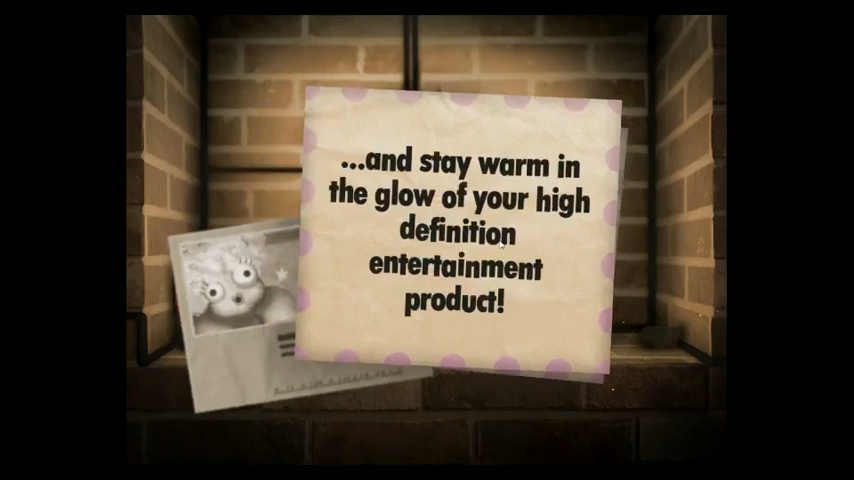 ...and stay warm in
the glow of your high
definition
entertainment
product!